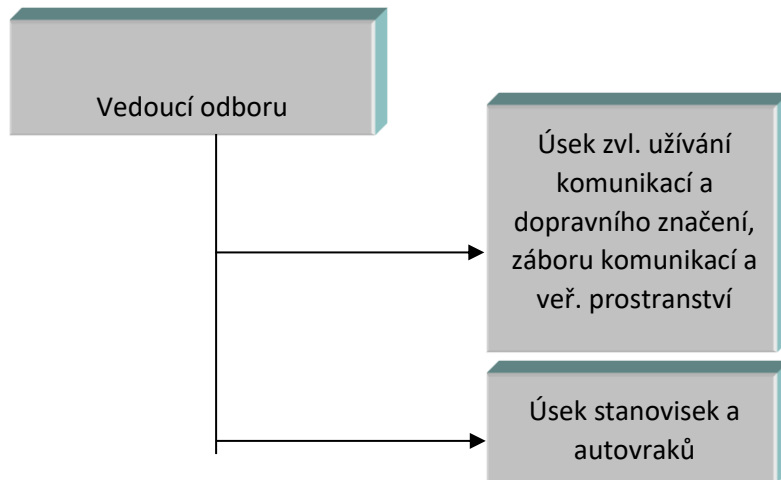 Vedoucí odboru
Úsek zvl. užívání
komunikací a
dopravního značení,
záboru komunikací a
veř. prostranství
Úsek stanovisek a
autovraků